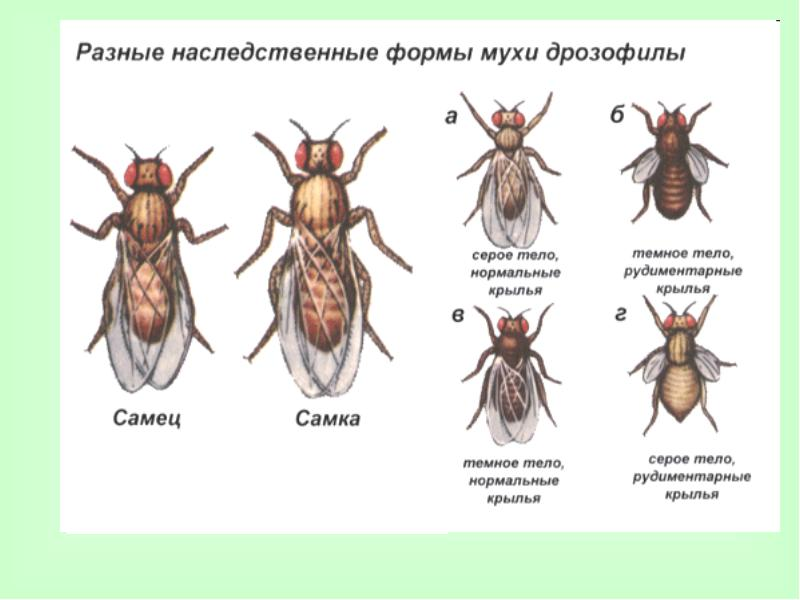 Разные наследственные формы мухи дрозофилы
Самец
Самка
а
серое тело,
нормальные
крылья
б
темное тело,
рудиментарные
крылья
в
темное тело,
нормальные
крылья
г
серое тело,
рудиментарные
крылья